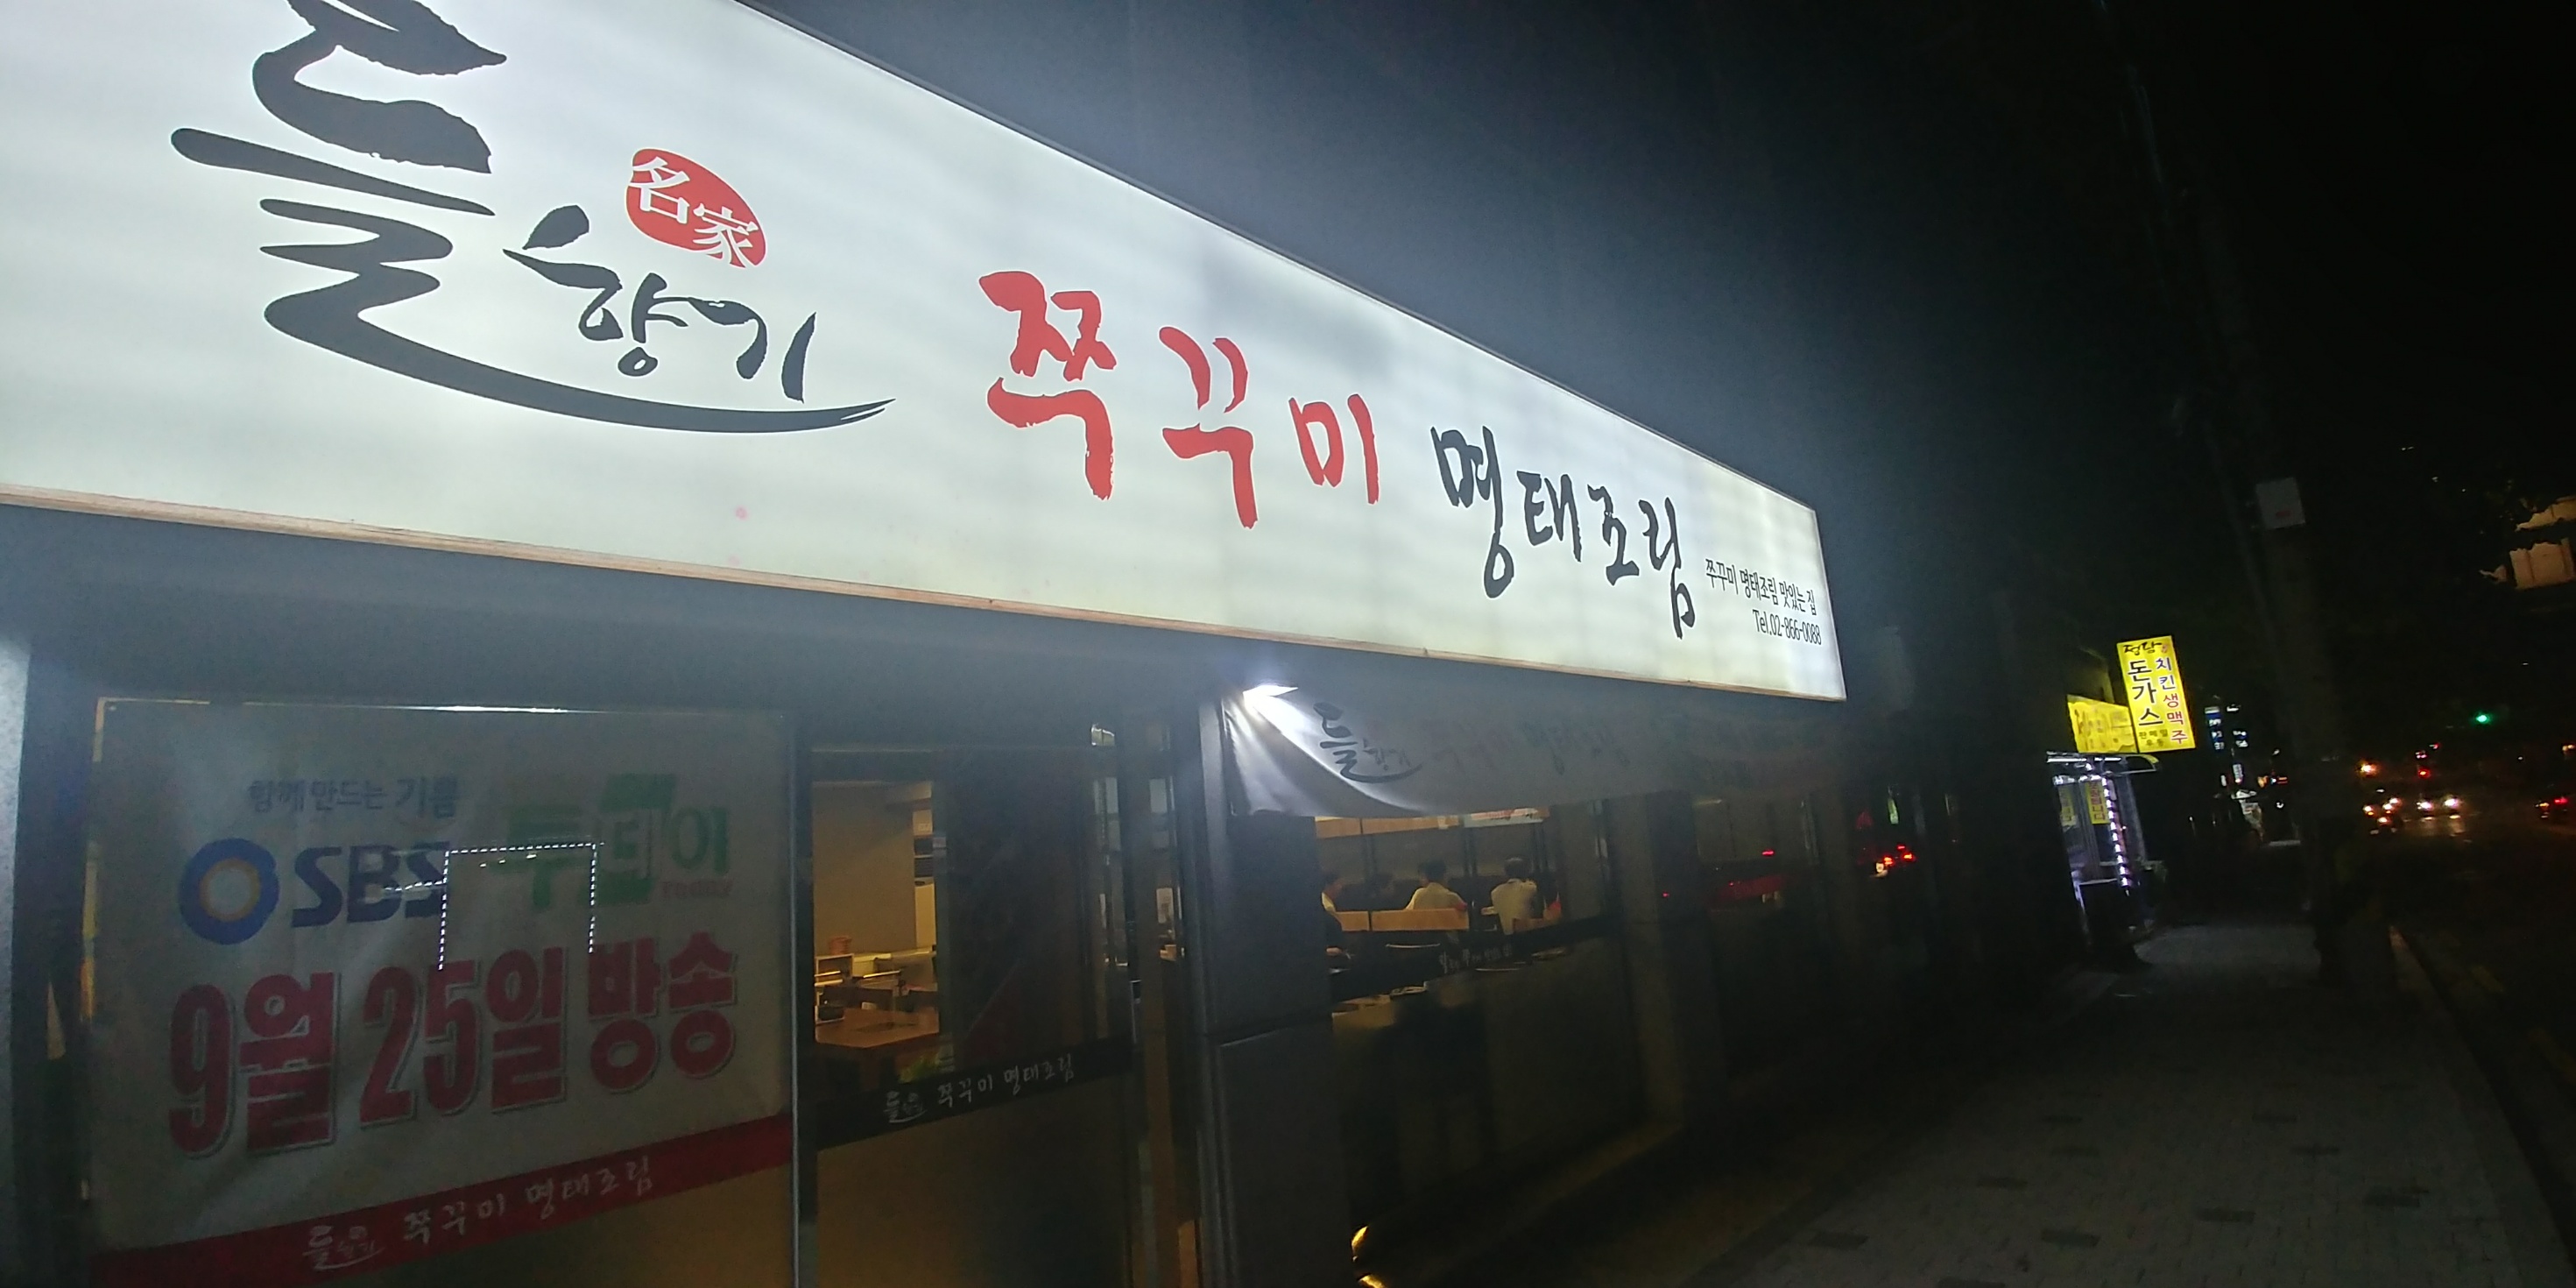 들향기
名家
쭈꾸미 명태조림
쭈꾸미 명태조림 맛있는 집
Tel.02-866-0088
함께 만드는 기쁨
SBS 투데이
TODAY
9월 25일 방송
들향기 쭈꾸미 명태조림
들향기 쭈꾸미 명태조림
들향기
돈가스
치킨생맥주